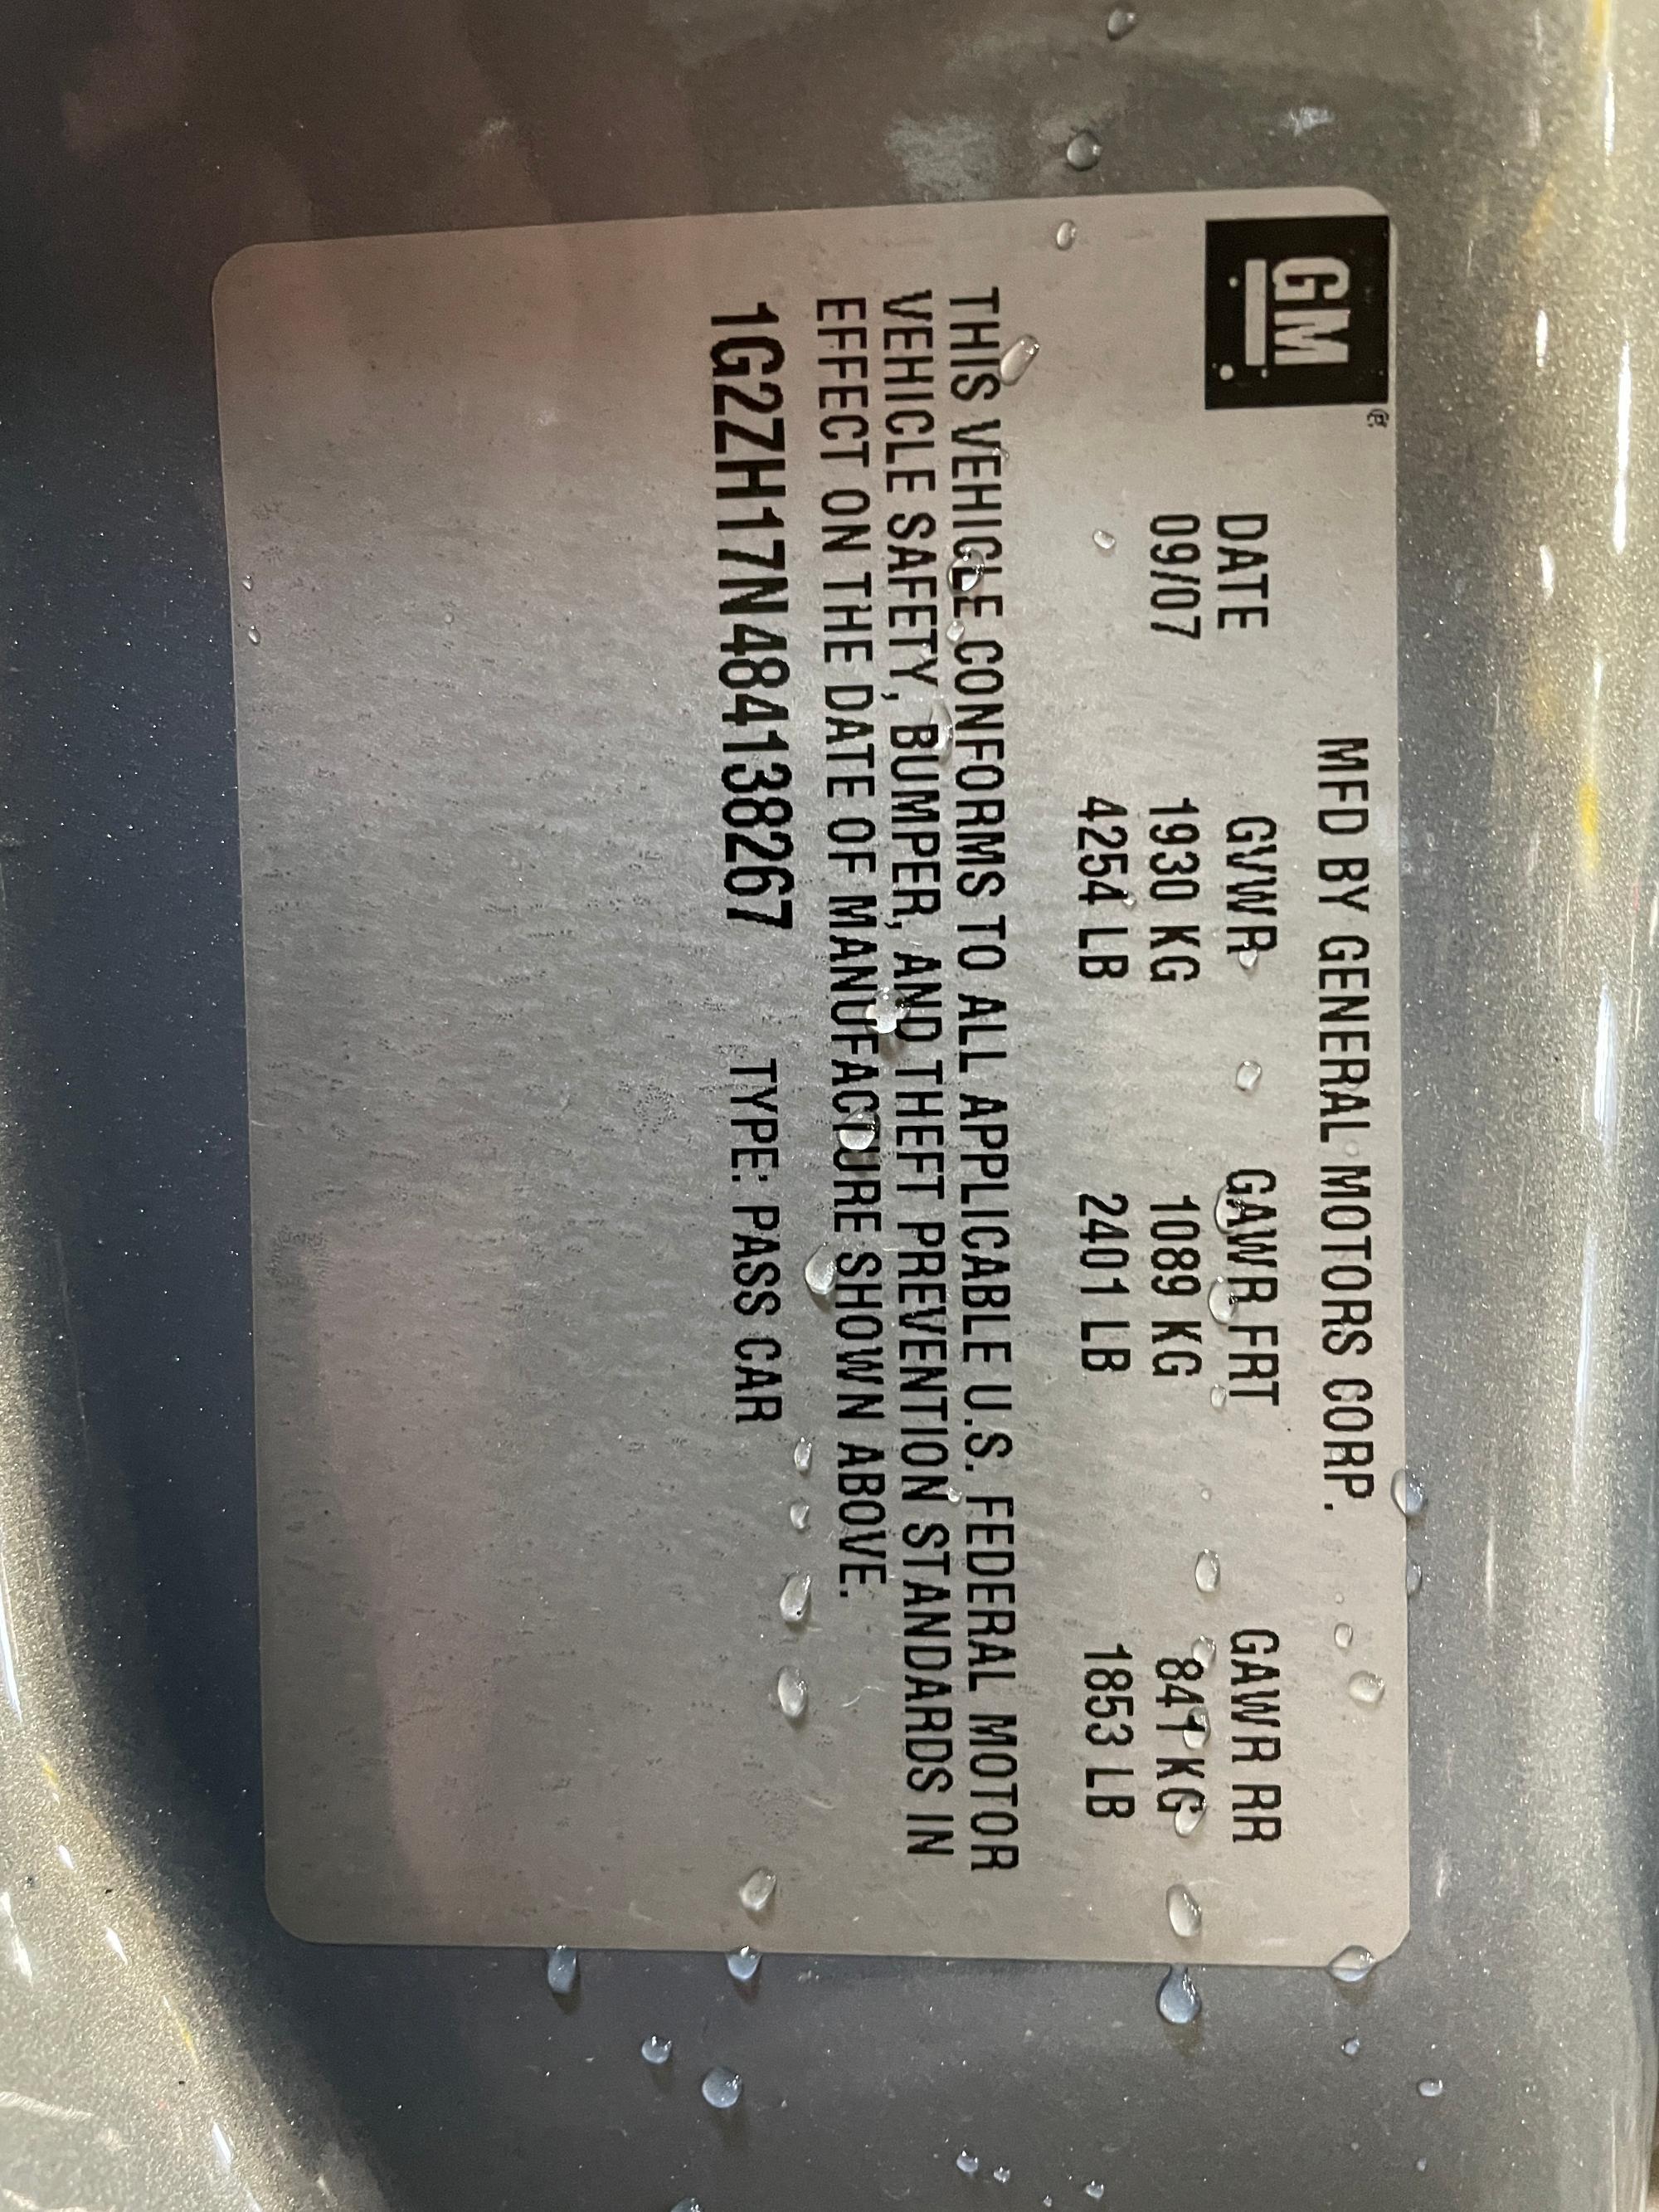 GM ®
MFD BY GENERAL MOTORS CORP.
DATE GVWR GAWR FRT GAWR RR
09/07 1930 KG 1089 KG 841 KG
4254 LB 2401 LB 1853 LB
THIS VEHICLE CONFORMS TO ALL APPLICABLE U.S. FEDERAL MOTOR
VEHICLE SAFETY, BUMPER, AND THEFT PREVENTION STANDARDS IN
EFFECT ON THE DATE OF MANUFACTURE SHOWN ABOVE.
1G2ZH17N484138267 TYPE: PASS CAR